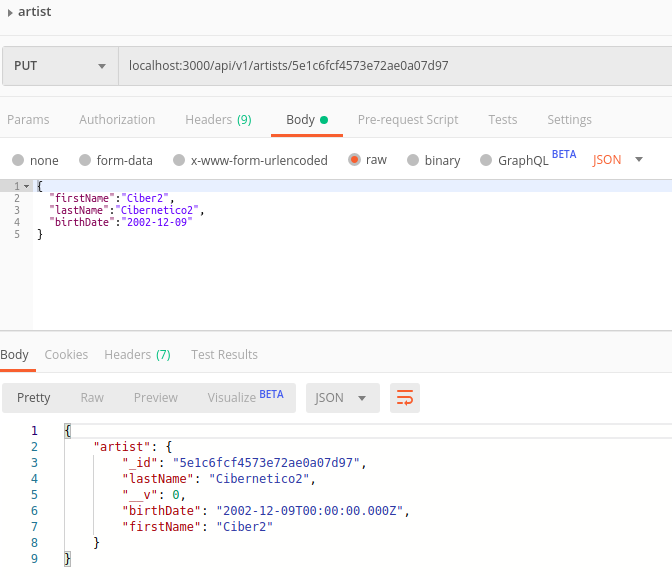 artist
PUT localhost:3000/api/v1/artists/5e1c6fcf4573e72ae0a07d97
Params Authorization Headers (9) Body Pre-request Script Tests Settings
none form-data x-www-form-urlencoded raw binary GraphQL BETA JSON
1 {
2 "firstName":"Ciber2",
3 "lastName":"Cibernetico2",
4 "birthDate":"2002-12-09"
5 }
Body Cookies Headers (7) Test Results
Pretty Raw Preview Visualize BETA JSON
1 {
2 "artist": {
3 "_id": "5e1c6fcf4573e72ae0a07d97",
4 "lastName": "Cibernetico2",
5 "__v": 0,
6 "birthDate": "2002-12-09T00:00:00.000Z",
7 "firstName": "Ciber2"
8 }
9 }